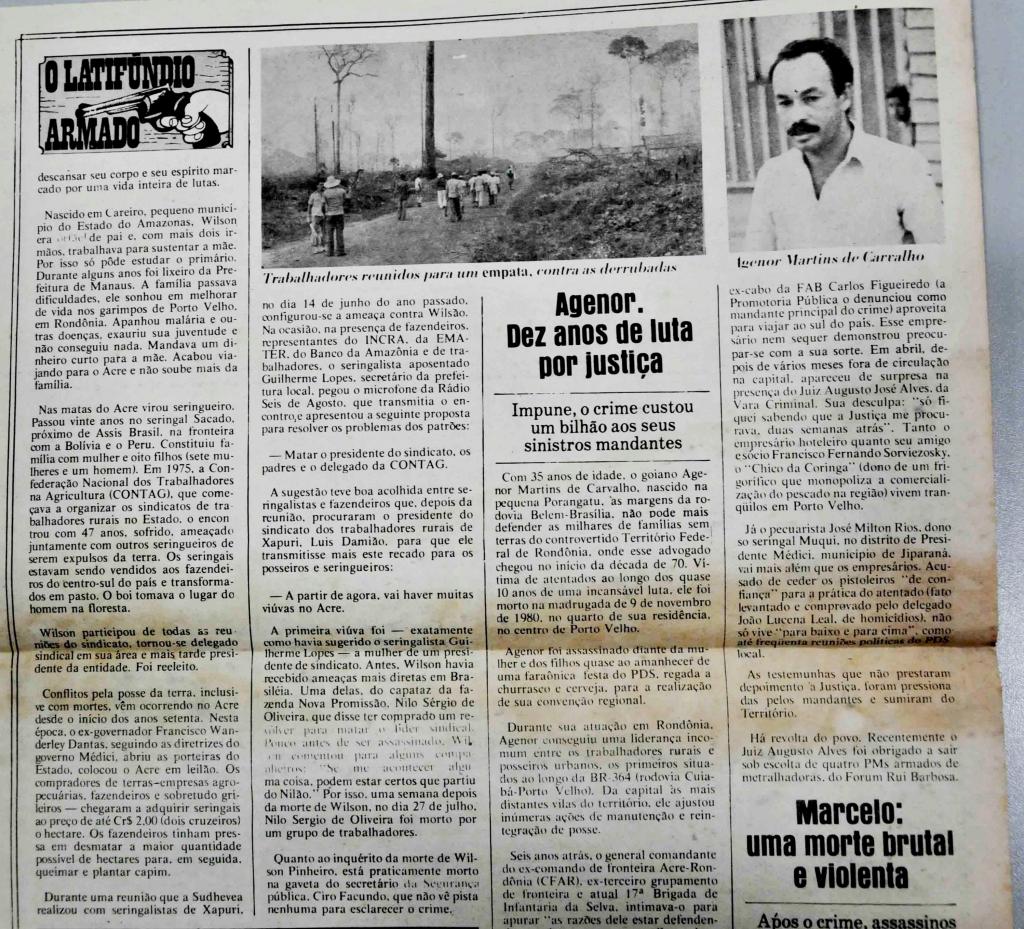 O LATIFÚNDIO
ARMADO
descansar seu corpo e seu espírito mar-
cado por uma vida inteira de lutas.
Nascido em Careiro, pequeno municí-
pio do Estado do Amazonas, Wilson
era de pai e, com mais dois ir-
mãos, trabalhava para sustentar a mãe.
Por isso só pôde estudar o primário.
Durante alguns anos foi lixeiro da Pre-
feitura de Manaus. A família passava
dificuldades, ele sonhou em melhorar
de vida nos garimpos de Porto Velho,
em Rondônia. Apanhou malária e ou-
tras doenças, exauriu sua juventude e
não conseguiu nada. Mandava um di-
nheiro curto para a mãe. Acabou vi-
jando para o Acre e não soube mais da
família.
Nas matas do Acre virou seringueiro.
Passou vinte anos no seringal Sacado,
próximo de Assis Brasil, na fronteira
com a Bolívia e o Peru. Constituiu fa-
mília com mulher e oito filhos (sete mu-
lheres e um homem). Em 1975, a Con-
federação Nacional dos Trabalhadores
na Agricultura (CONTAG), que come-
çava a organizar os sindicatos de tra-
balhadores rurais no Estado, o encon
trou com 47 anos, sofrido, ameaçado
juntamente com outros seringueiros de
serem expulsos da terra. Os seringais
estavam sendo vendidos aos fazendei-
ros do centro-sul do país e transforma-
dos em pasto. O boi tomava o lugar do
homem na floresta.
Wilson participou de todas as reu-
niões do sindicato, tornou-se delegado
sindical em sua área e mais tarde presi-
dente da entidade. Foi reeleito.
Conflitos pela posse da terra, inclusi-
ve com mortes, vêm ocorrendo no Acre
desde o início dos anos setenta. Nesta
época, o ex-governador Francisco Wan-
derley Dantas, seguindo as diretrizes do
governo Médici, abriu as porteiras do
Estado, colocou o Acre em leilão. Os
compradores de terras-empresas agro-
pecuárias, fazendeiros e sobretudo gri-
leiros — chegaram a adquirir seringais
ao preço de até Cr$ 2,00 (dois cruzeiros)
o hectare. Os fazendeiros tinham pres-
sa em desmatar a maior quantidade
possível de hectares para, em seguida,
queimar e plantar capim.
Durante uma reunião que a Sudhevea
realizou com seringalistas de Xapuri,
Trabalhadores reunidos para um empata, contra as derrubadas
no dia 14 de junho do ano passado,
configurou-se a ameaça contra Wilsão.
Na ocasião, na presença de fazendeiros,
representantes do INCRA, da EMA-
TER, do Banco da Amazônia e de tra-
balhadores, o seringalista aposentado
Guilherme Lopes, secretário da prefei-
tura local, pegou o microfone da Rádio
Seis de Agosto, que transmitia o en-
contro,e apresentou a seguinte proposta
para resolver os problemas dos patrões:
— Matar o presidente do sindicato, os
padres e o delegado da CONTAG.
A sugestão teve boa acolhida entre se-
ringalistas e fazendeiros que, depois da
reunião, procuraram o presidente do
sindicato dos trabalhadores rurais de
Xapuri, Luis Damião, para que ele
transmitisse mais este recado para os
posseiros e seringueiros:
— A partir de agora, vai haver muitas
viúvas no Acre.
A primeira viúva foi — exatamente
como havia sugerido o seringalista Gui-
lherme Lopes — a mulher de um presi-
dente de sindicato. Antes, Wilson havia
recebido ameaças mais diretas em Bra-
siléia. Uma delas, do capataz da fa-
zenda Nova Promissão, Nilo Sérgio de
Oliveira, que disse ter comprado um re-
vólver para matar o líder sindical.
Pouco antes de ser assassinado, Wil
on comentou para alguns compa
nheiros: "Se me acontecer algu
ma coisa, podem estar certos que partiu
do Nilão." Por isso, uma semana depois
da morte de Wilson, no dia 27 de julho,
Nilo Sergio de Oliveira foi morto por
um grupo de trabalhadores.
Quanto ao inquérito da morte de Wil-
son Pinheiro, está praticamente morto
na gaveta do secretário da Segurança
pública, Ciro Facundo, que não vê pista
nenhuma para esclarecer o crime.
Agenor.
Dez anos de luta
por justiça
Impune, o crime custou
um bilhão aos seus
sinistros mandantes
Com 35 anos de idade, o goiano Age-
nor Martins de Carvalho, nascido na
pequena Porangatu, às margens da ro-
dovia Belem-Brasília, não pode mais
defender as milhares de famílias sem
terras do controvertido Território Fede-
ral de Rondônia, onde esse advogado
chegou no início da década de 70. Ví-
tima de atentados ao longo dos quase
10 anos de uma incansável luta, ele foi
morto na madrugada de 9 de novembro
de 1980, no quarto de sua residência,
no centro de Porto Velho.
Agenor foi assassinado diante da mu-
lher e dos filhos quase ao amanhecer de
uma faraônica festa do PDS, regada a
churrasco e cerveja, para a realização
de sua convenção regional.
Durante sua atuação em Rondônia,
Agenor conseguiu uma liderança inco-
mum entre os trabalhadores rurais e
posseiros urbanos, os primeiros situa-
dos ao longo da BR-364 (rodovia Cuia-
bá-Porto Velho). Da capital às mais
distantes vilas do território, ele ajustou
inúmeras ações de manutenção e rein-
tegração de posse.
Seis anos atrás, o general comandante
do ex-comando de fronteira Acre-Ron-
dônia (CFAR), ex-terceiro grupamento
de fronteira e atual 17ª Brigada de
Infantaria da Selva, intimava-o para
apurar "as razões dele estar defenden-
Agenor Martins de Carvalho
ex-cabo da FAB Carlos Figueiredo (a
Promotoria Pública o denunciou como
mandante principal do crime) aproveita
para viajar ao sul do país. Esse empre-
sário nem sequer demonstrou preocu-
par-se com a sua sorte. Em abril, de-
pois de vários meses fora de circulação
na capital, apareceu de surpresa na
presença do Juiz Augusto José Alves, da
Vara Criminal. Sua desculpa: "só fi-
quei sabendo que a Justiça me procu-
rava, duas semanas atrás". Tanto o
empresário hoteleiro quanto seu amigo
e sócio Francisco Fernando Sorviezosky,
o "Chico da Coringa" (dono de um fri-
gorífico que monopoliza a comerciali-
zação do pescado na região) vivem tran-
qüilos em Porto Velho.
Já o pecuarista José Milton Rios, dono
so seringal Muqui, no distrito de Presi-
dente Médici, município de Jiparaná,
vai mais além que os empresários. Acu-
sado de ceder os pistoleiros "de con-
fiança" para a prática do atentado (fato
levantado e comprovado pelo delegado
João Lucena Leal, de homicídios), não
só vive "para baixo e para cima", como
até freqüenta reuniões políticas do PDS
local.
As testemunhas que não prestaram
depoimento à Justiça, foram pressiona
das pelos mandantes e sumiram do
Território.
Há revolta do povo. Recentemente o
Juiz Augusto Alves foi obrigado a sair
sob escolta de quatro PMs armados de
metralhadoras, do Forum Rui Barbosa.
Marcelo:
uma morte brutal
e violenta
Após o crime, assassinos